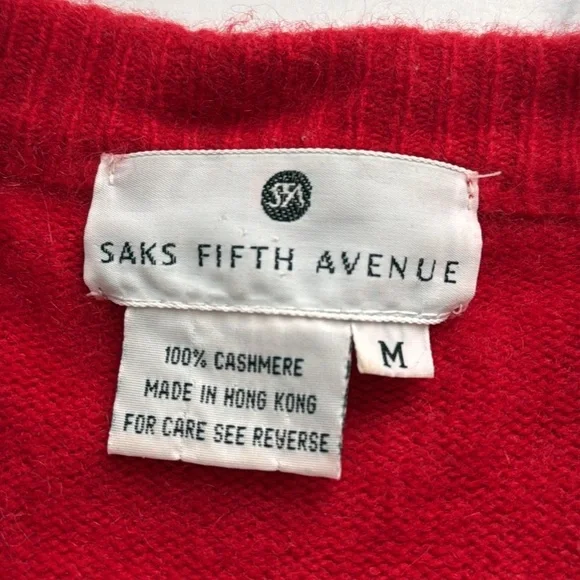 SFA
SAKS FIFTH AVENUE
100% CASHMERE
MADE IN HONG KONG
FOR CARE SEE REVERSE
M